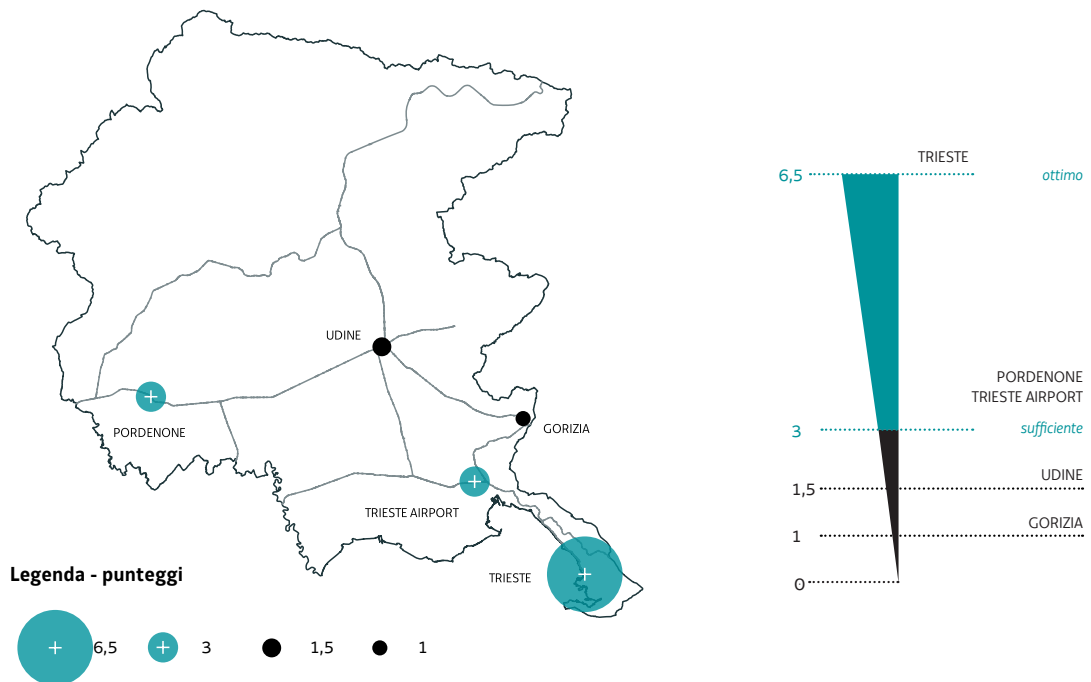 UDINE
PORDENONE
GORIZIA
TRIESTE AIRPORT
TRIESTE
Legenda - punteggi
6,5
3
1,5
1
TRIESTE
6,5
ottimo
PORDENONE
TRIESTE AIRPORT
3
sufficiente
UDINE
1,5
GORIZIA
1
0